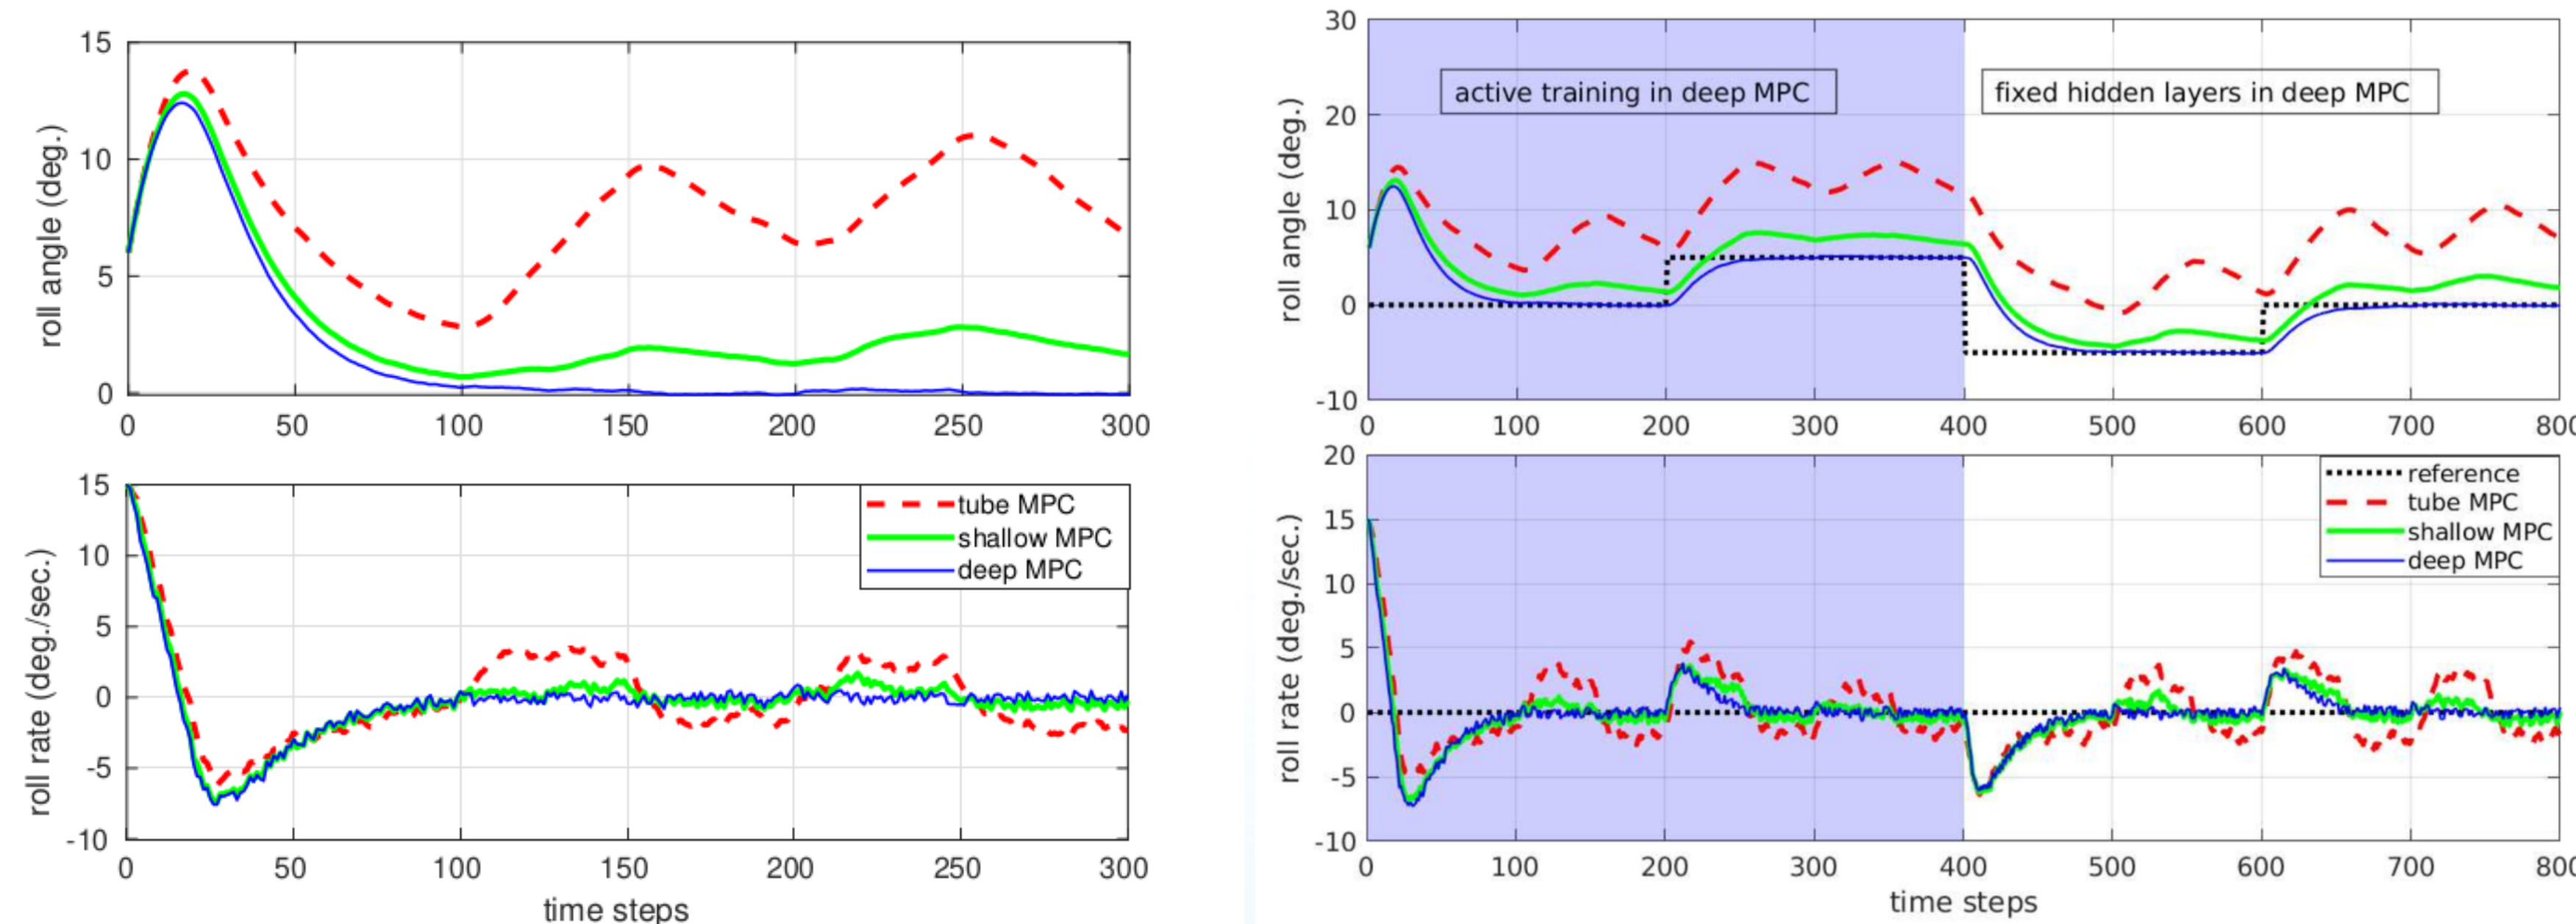 15
10
5
0
roll angle (deg.)
0 50 100 150 200 250 300
15
10
5
0
-5
-10
roll rate (deg./sec.)
tube MPC
shallow MPC
deep MPC
0 50 100 150 200 250 300
time steps
30
20
10
0
-10
roll angle (deg.)
active training in deep MPC
fixed hidden layers in deep MPC
0 100 200 300 400 500 600 700 800
20
15
10
5
0
-5
-10
roll rate (deg./sec.)
reference
tube MPC
shallow MPC
deep MPC
0 100 200 300 400 500 600 700 800
time steps